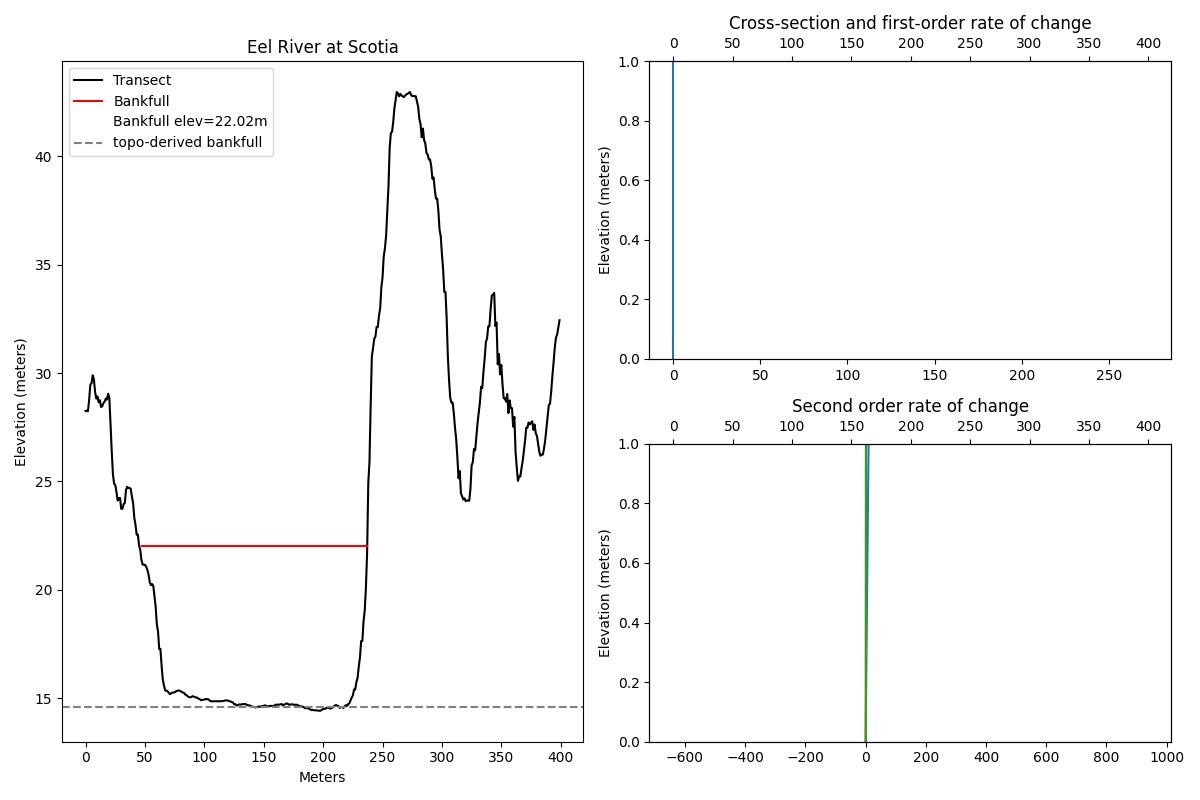 Eel River at Scotia
Transect
Bankfull
Bankfull elev=22.02m
topo-derived bankfull
Elevation (meters)
40
35
30
25
20
15
0 50 100 150 200 250 300 350 400
Meters
Cross-section and first-order rate of change
0 50 100 150 200 250 300 350 400
Elevation (meters)
1.0
0.8
0.6
0.4
0.2
0.0
0 50 100 150 200 250
Second order rate of change
0 50 100 150 200 250 300 350 400
Elevation (meters)
1.0
0.8
0.6
0.4
0.2
0.0
−600 −400 −200 0 200 400 600 800 1000